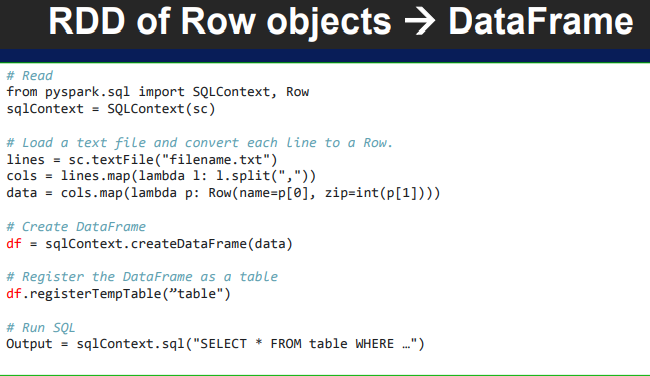 RDD of Row objects → DataFrame
# Read
from pyspark.sql import SQLContext, Row
sqlContext = SQLContext(sc)
# Load a text file and convert each line to a Row.
lines = sc.textFile("filename.txt")
cols = lines.map(lambda l: l.split(","))
data = cols.map(lambda p: Row(name=p[0], zip=int(p[1])))
# Create DataFrame
df = sqlContext.createDataFrame(data)
# Register the DataFrame as a table
df.registerTempTable(”table")
# Run SQL
Output = sqlContext.sql("SELECT * FROM table WHERE …")